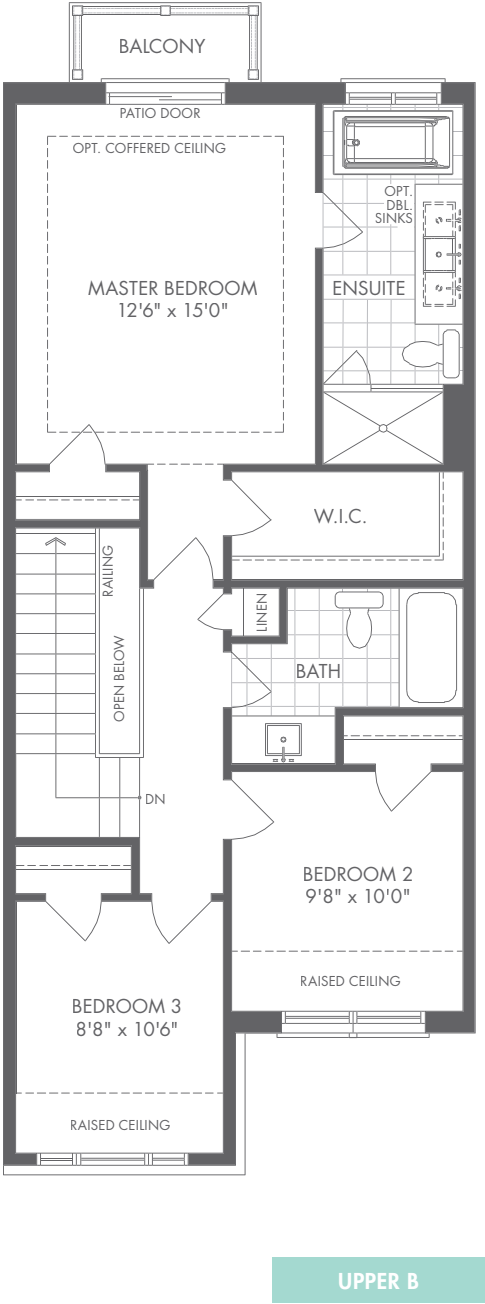 BALCONY
PATIO DOOR
OPT. COFFERED CEILING
OPT.
DBL.
SINKS
MASTER BEDROOM
12'6" x 15'0"
ENSUITE
W.I.C.
RAILING
LINEN
OPEN BELOW
BATH
DN
BEDROOM 2
9'8" x 10'0"
RAISED CEILING
BEDROOM 3
8'8" x 10'6"
RAISED CEILING
UPPER B